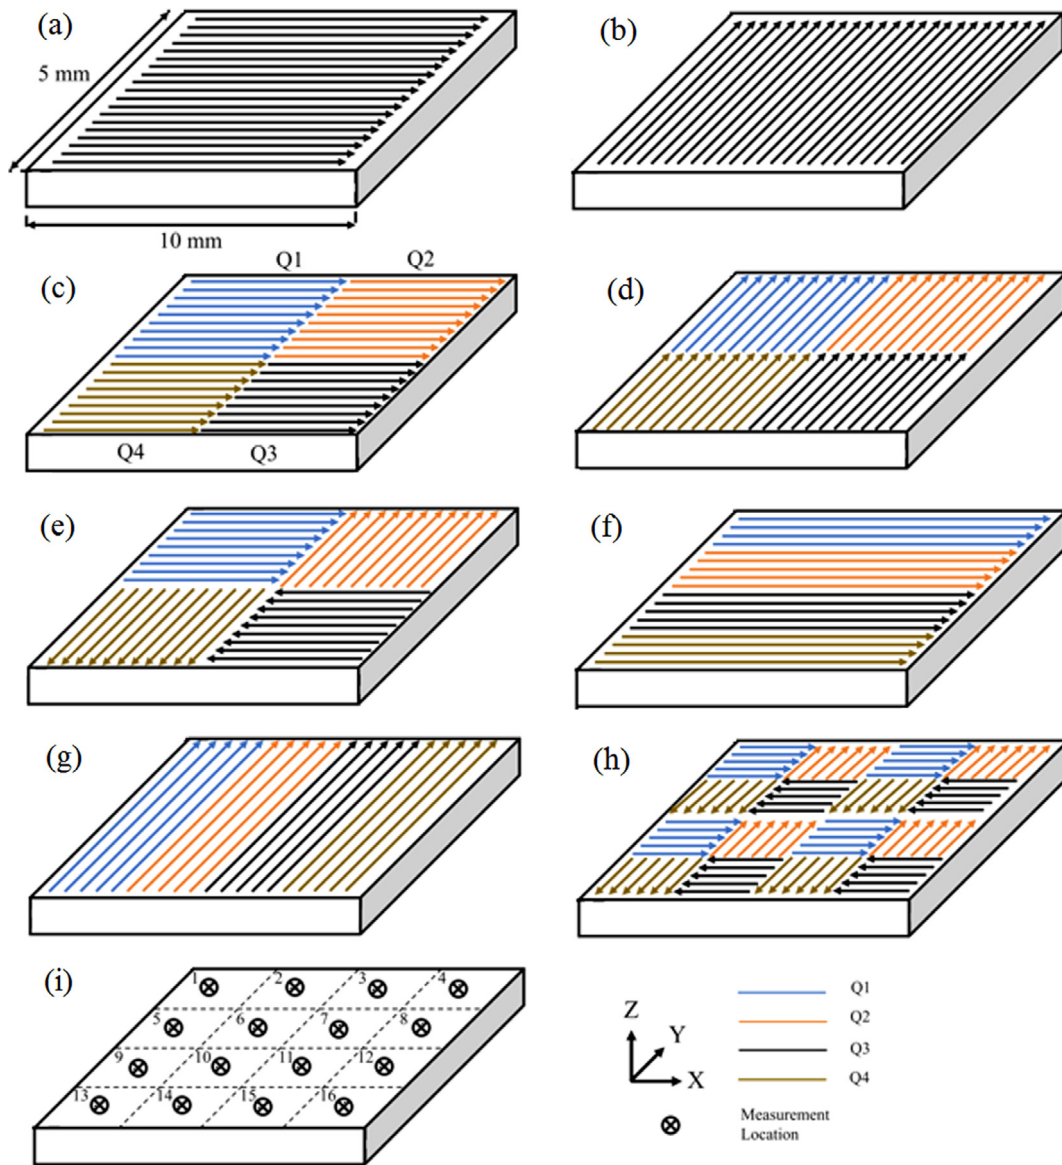 (a)
(b)
5 mm
10 mm
Q1 Q2
(c)
(d)
Q4 Q3
(e)
(f)
(g)
(h)
(i)
1 2 3 4
5 6 7 8
9 10 11 12
13 14 15 16
Z
Y
X
Q1
Q2
Q3
Q4
Measurement
Location